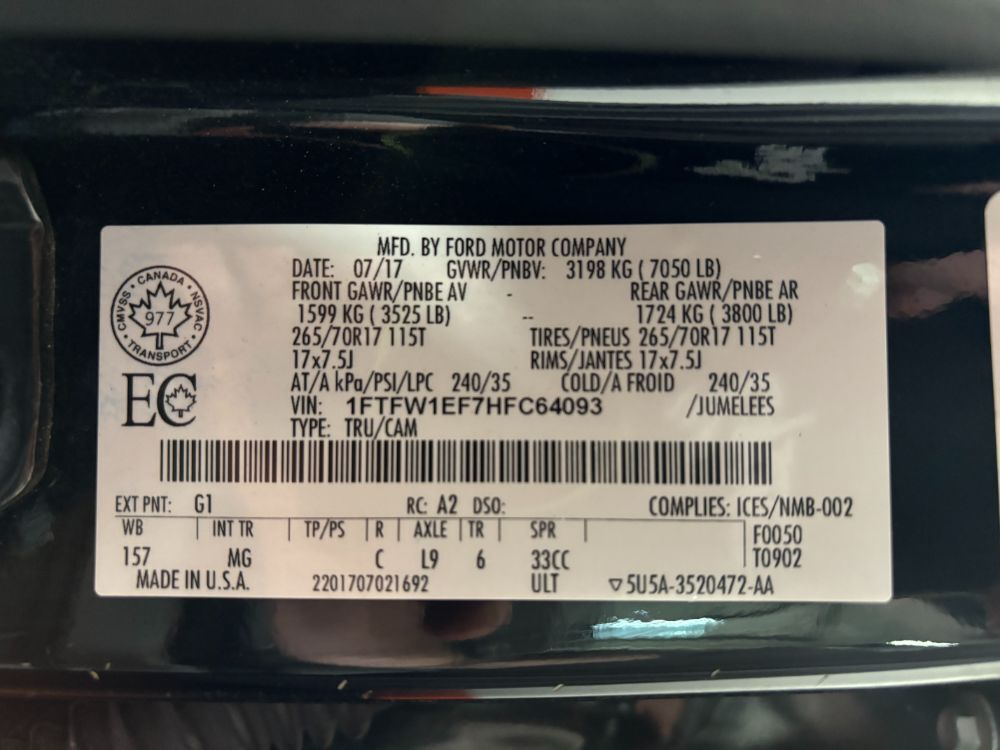 MFD. BY FORD MOTOR COMPANY
DATE: 07/17 GVWR/PNBV: 3198 KG ( 7050 LB)
FRONT GAWR/PNBE AV - REAR GAWR/PNBE AR
1599 KG ( 3525 LB) -- 1724 KG ( 3800 LB)
265/70R17 115T TIRES/PNEUS 265/70R17 115T
17x7.5J RIMS/JANTES 17x7.5J
AT/A kPa/PSI/LPC 240/35 COLD/A FROID 240/35
VIN: 1FTFW1EF7HFC64093 /JUMELEES
TYPE: TRU/CAM
CANADA • NSVAC • TRANSPORT • CMVSS •
977
EC
EXT PNT: G1 RC: A2 DSO: COMPLIES: ICES/NMB-002
WB INT TR TP/PS R AXLE TR SPR F0050
157 MG C L9 6 33CC T0902
MADE IN U.S.A. 2201707021692 ULT ▽5U5A-3520472-AA